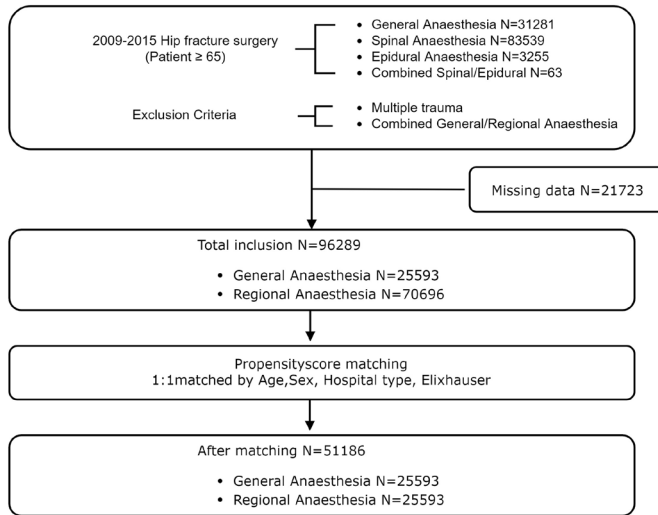 2009-2015 Hip fracture surgery
(Patient ≥ 65)
• General Anaesthesia N=31281
• Spinal Anaesthesia N=83539
• Epidural Anaesthesia N=3255
• Combined Spinal/Epidural N=63
Exclusion Criteria
• Multiple trauma
• Combined General/Regional Anaesthesia
Missing data N=21723
Total inclusion N=96289
• General Anaesthesia N=25593
• Regional Anaesthesia N=70696
Propensityscore matching
1:1matched by Age,Sex, Hospital type, Elixhauser
After matching N=51186
• General Anaesthesia N=25593
• Regional Anaesthesia N=25593